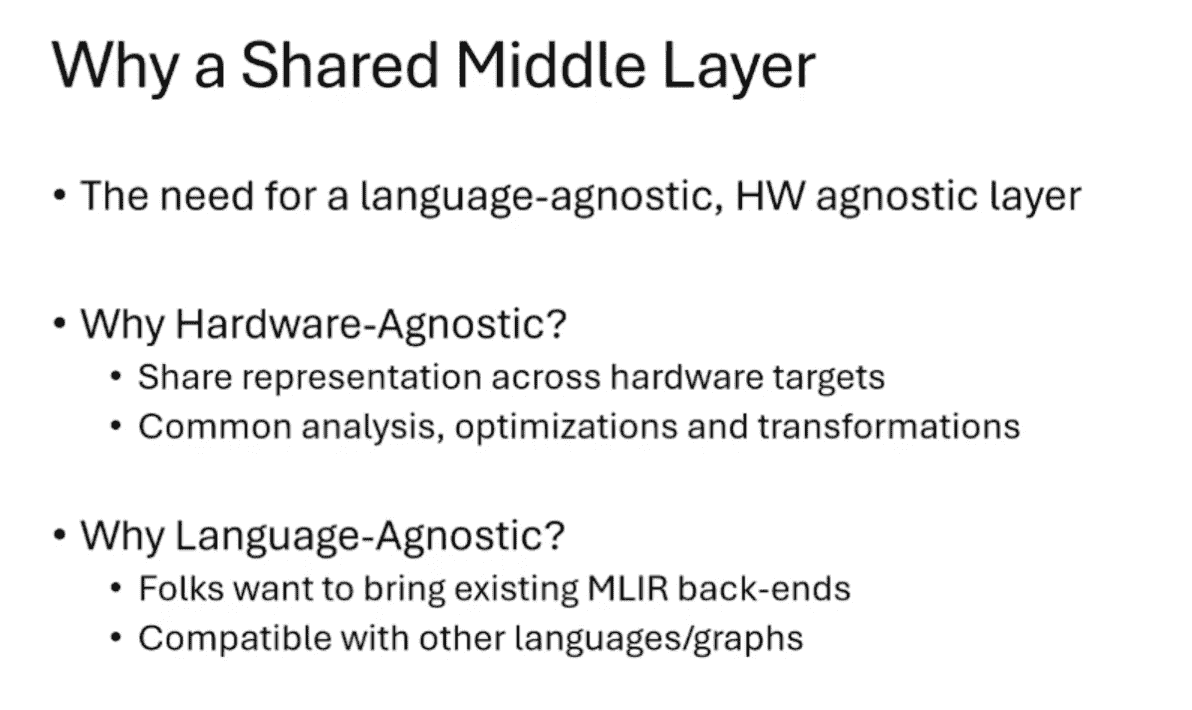 Why a Shared Middle Layer
• The need for a language-agnostic, HW agnostic layer
• Why Hardware-Agnostic?
• Share representation across hardware targets
• Common analysis, optimizations and transformations
• Why Language-Agnostic?
• Folks want to bring existing MLIR back-ends
• Compatible with other languages/graphs